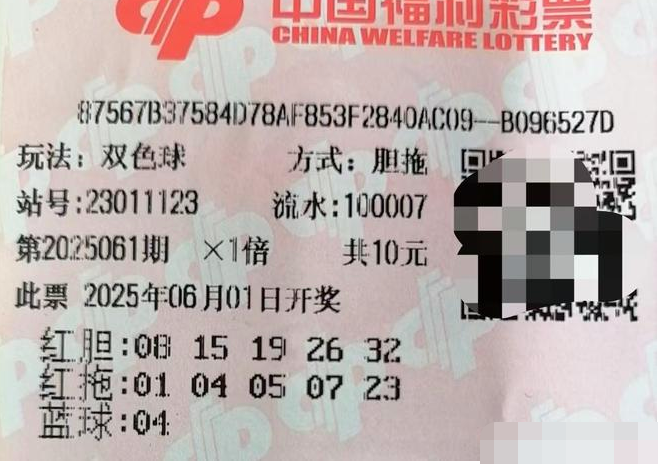 中国福利彩票
CHINA WELFARE LOTTERY
87567B37584D78AF853F2840AC09--B096527D
玩法：双色球 方式：胆拖
站号:23011123 流水:100007
第2025061期 ×1倍 共10元
此票 2025年06月01日开奖
红胆:08 15 19 26 32
红拖:01 04 05 07 23
蓝球:04